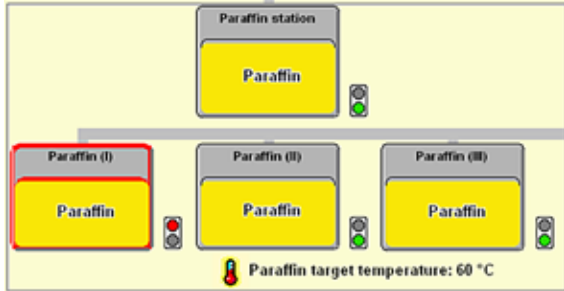 Paraffin station
Paraffin
Paraffin (I)
Paraffin (II)
Paraffin (III)
Paraffin
Paraffin
Paraffin
Paraffin target temperature: 60 °C